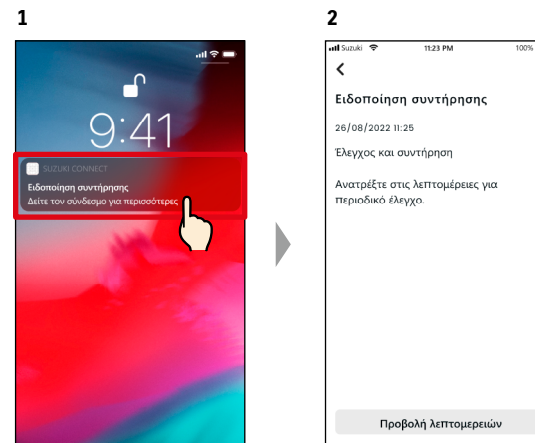 1
9:41
SUZUKI CONNECT
Ειδοποίηση συντήρησης
Δείτε τον σύνδεσμο για περισσότερες
2
Suzuki 11:23 PM 100%
Ειδοποίηση συντήρησης
26/08/2022 11:25
Έλεγχος και συντήρηση
Ανατρέξτε στις λεπτομέρειες για
περιοδικό έλεγχο.
Προβολή λεπτομερειών